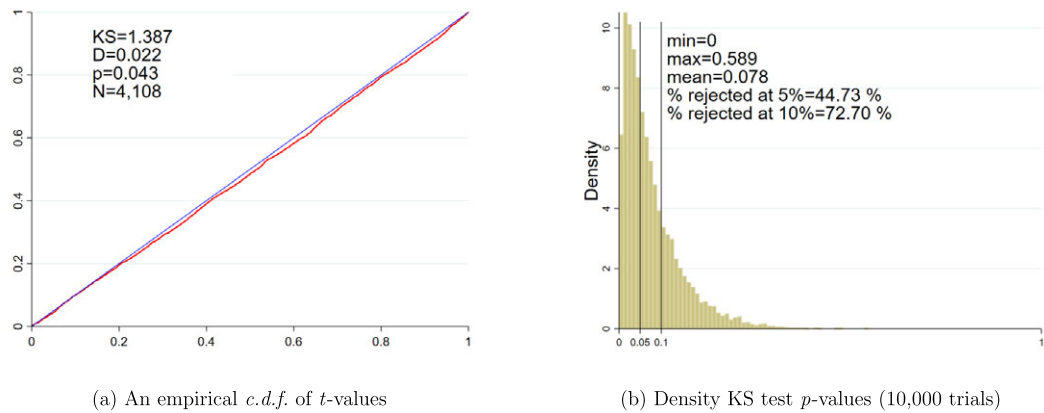 KS=1.387
D=0.022
p=0.043
N=4,108
1
0.8
0.6
0.4
0.2
0
0 0.2 0.4 0.6 0.8 1
(a) An empirical c.d.f. of t-values
min=0
max=0.589
mean=0.078
% rejected at 5%=44.73 %
% rejected at 10%=72.70 %
Density
10
8
6
4
2
0
0 0.05 0.1 1
(b) Density KS test p-values (10,000 trials)